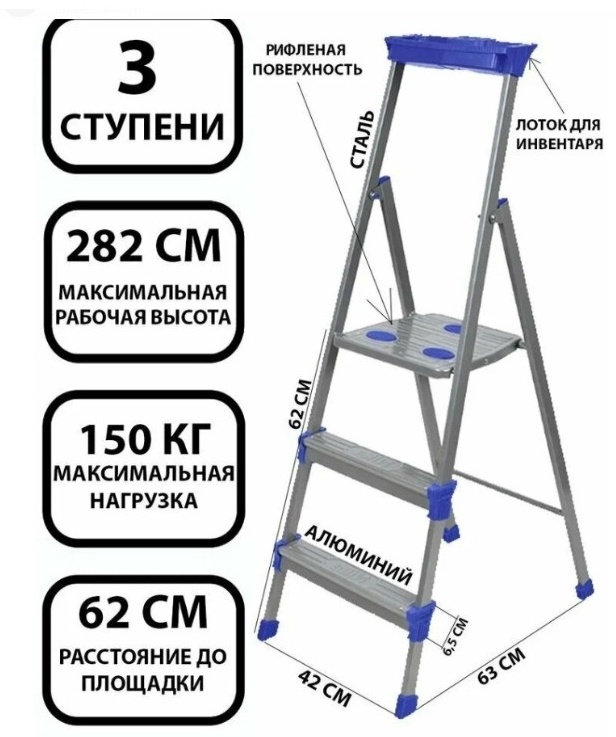 3
СТУПЕНИ
282 СМ
МАКСИМАЛЬНАЯ
РАБОЧАЯ ВЫСОТА
150 КГ
МАКСИМАЛЬНАЯ
НАГРУЗКА
62 СМ
РАССТОЯНИЕ ДО
ПЛОЩАДКИ
РИФЛЕНАЯ
ПОВЕРХНОСТЬ
СТАЛЬ
ЛОТОК ДЛЯ
ИНВЕНТАРЯ
62 СМ
АЛЮМИНИЙ
6,5 СМ
42 СМ
63 СМ